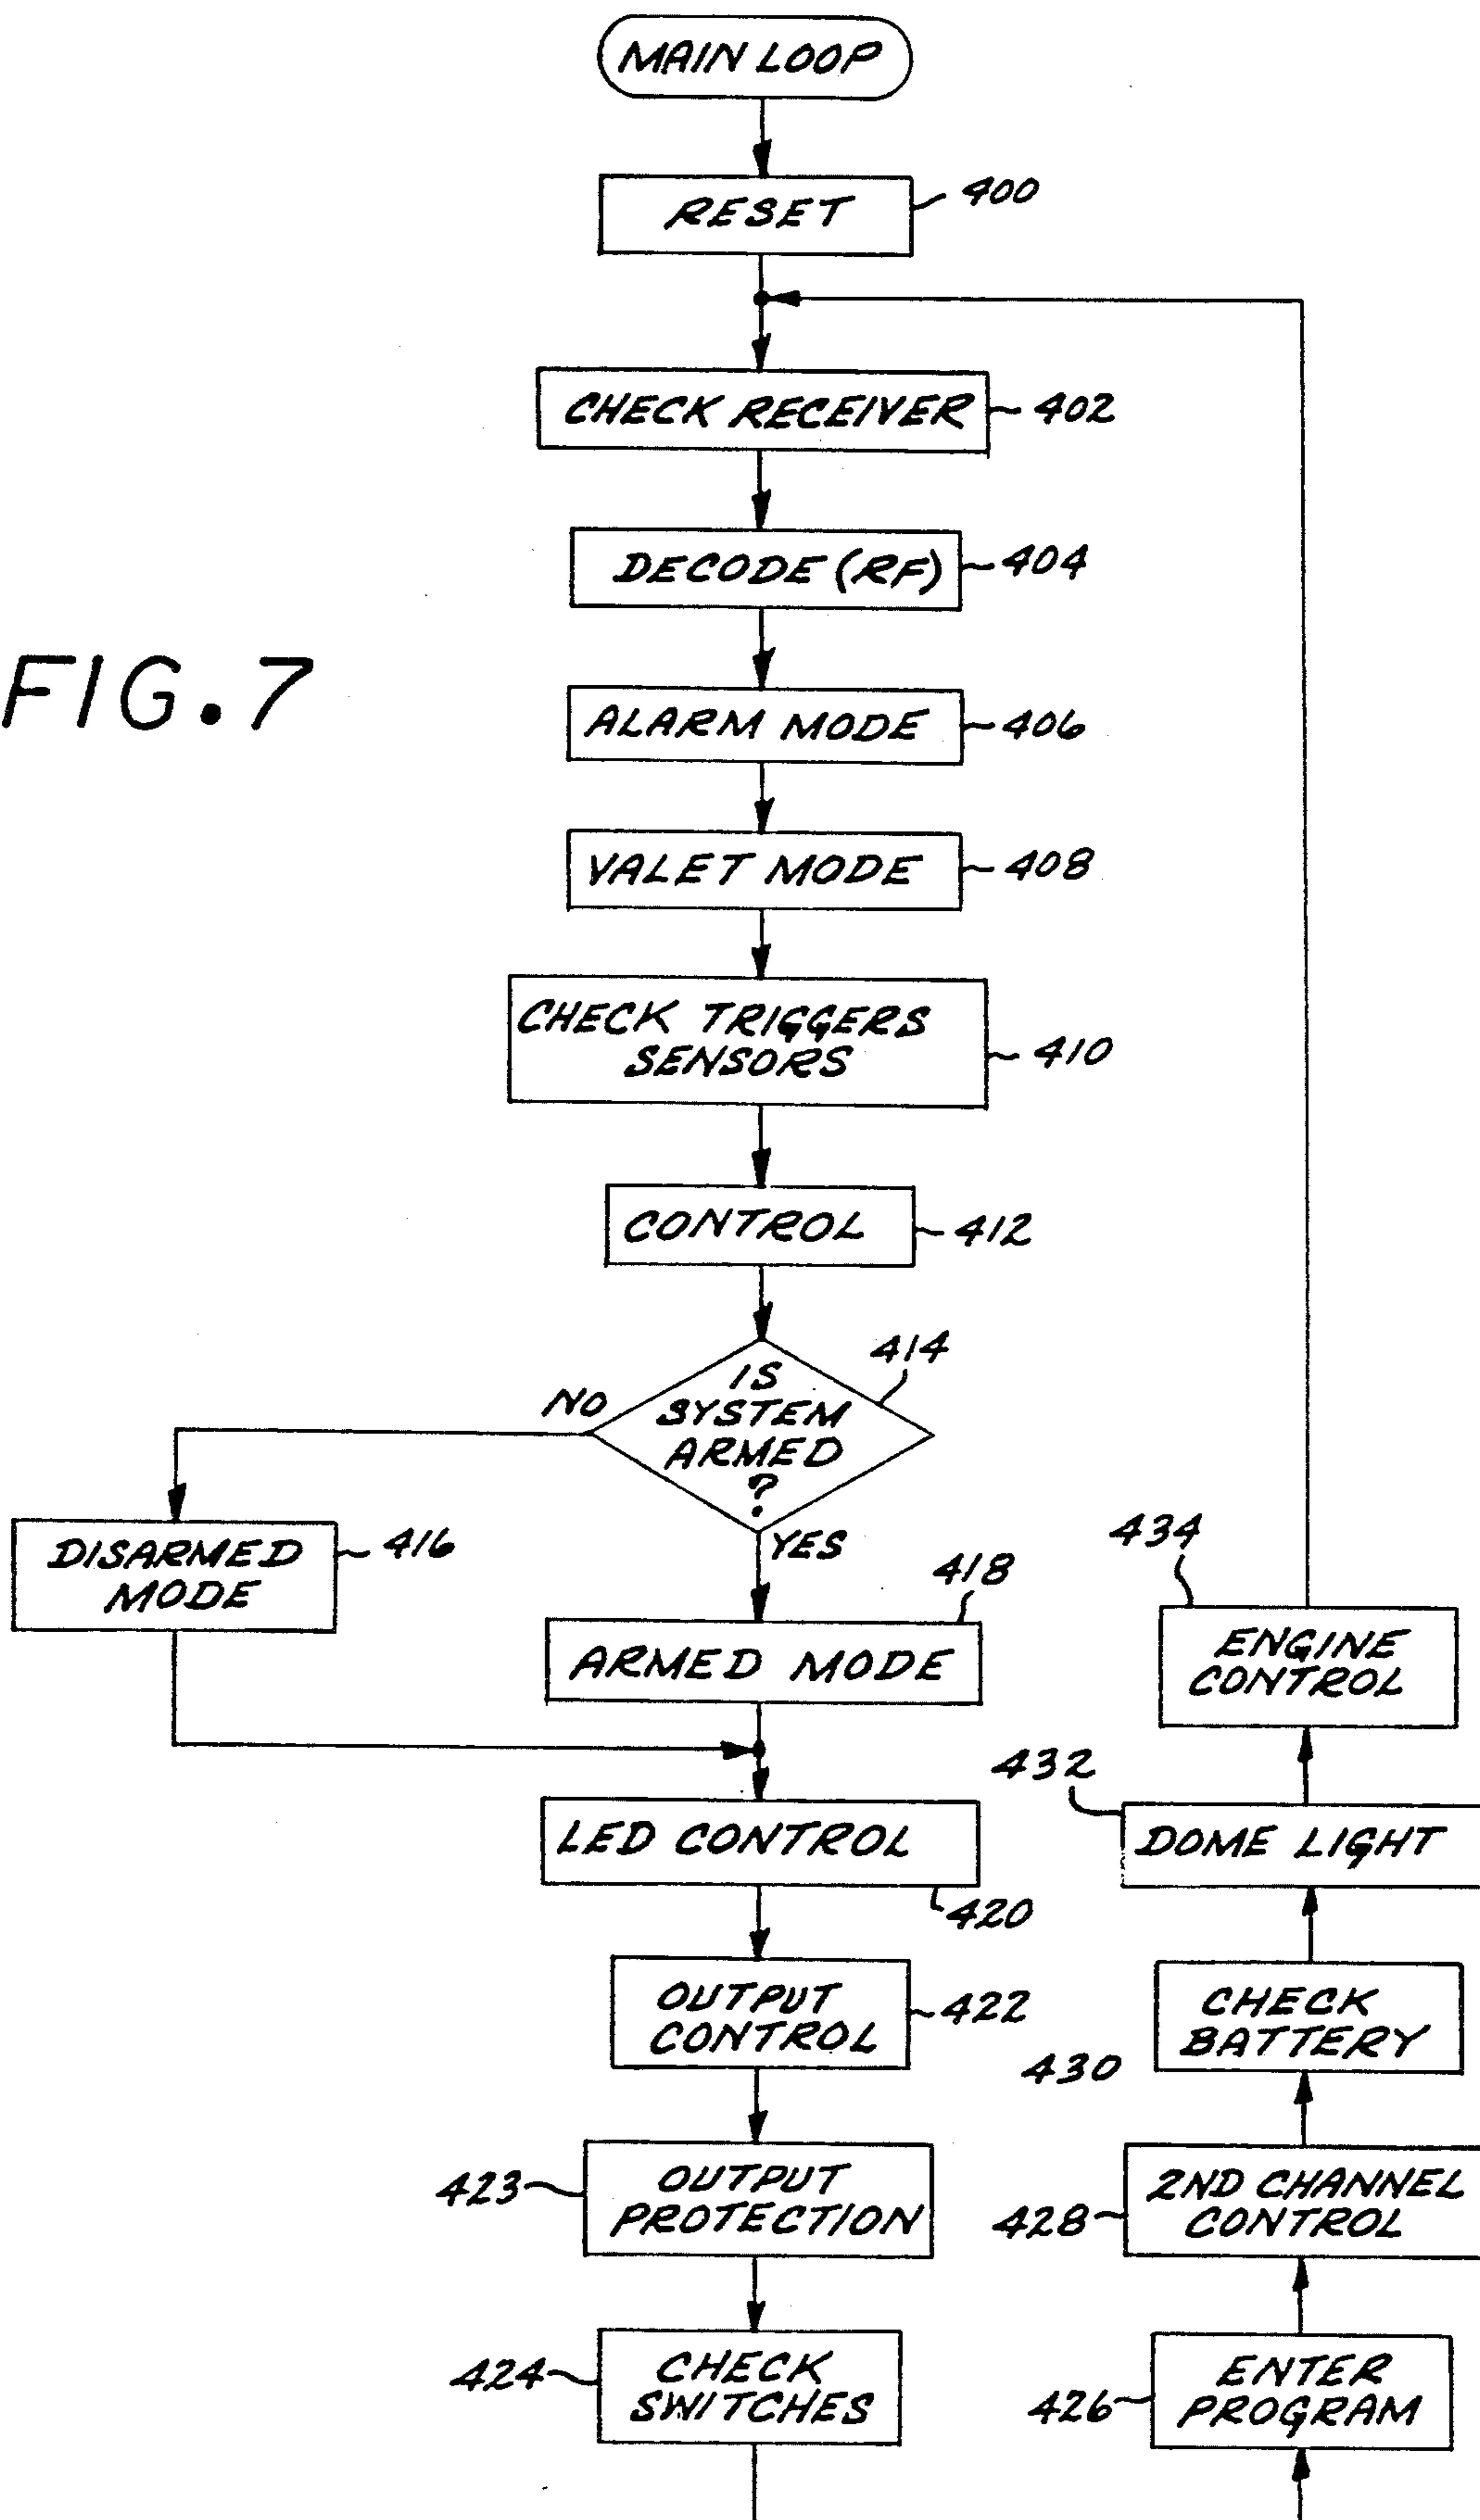 MAIN LOOP
RESET
400
CHECK RECEIVER
402
DECODE (RF)
404
FIG. 7
ALARM MODE
406
VALET MODE
408
CHECK TRIGGERS
SENSORS
410
CONTROL
412
414
IS
SYSTEM
ARMED
?
NO
YES
DISARMED
MODE
416
418
ARMED MODE
LED CONTROL
420
OUTPUT
CONTROL
422
423
OUTPUT
PROTECTION
424
CHECK
SWITCHES
426
ENTER
PROGRAM
428
2ND CHANNEL
CONTROL
430
CHECK
BATTERY
432
DOME LIGHT
434
ENGINE
CONTROL